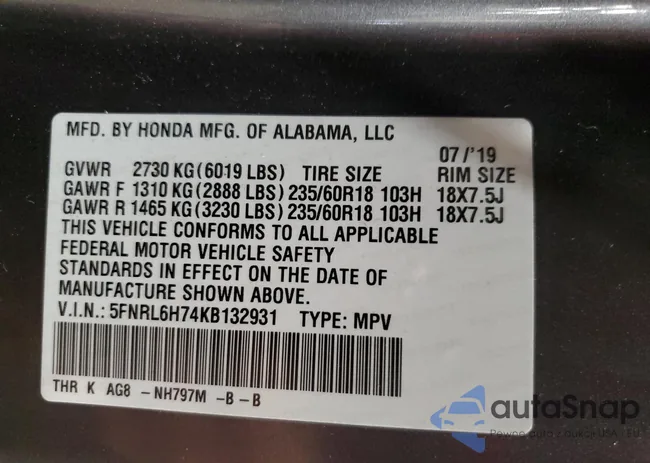 MFD. BY HONDA MFG. OF ALABAMA, LLC
07/'19
GVWR 2730 KG(6019 LBS) TIRE SIZE RIM SIZE
GAWR F 1310 KG(2888 LBS) 235/60R18 103H 18X7.5J
GAWR R 1465 KG(3230 LBS) 235/60R18 103H 18X7.5J
THIS VEHICLE CONFORMS TO ALL APPLICABLE
FEDERAL MOTOR VEHICLE SAFETY
STANDARDS IN EFFECT ON THE DATE OF
MANUFACTURE SHOWN ABOVE.
V.I.N.: 5FNRL6H74KB132931 TYPE: MPV
THR K AG8 -NH797M -B-B
autoSnap